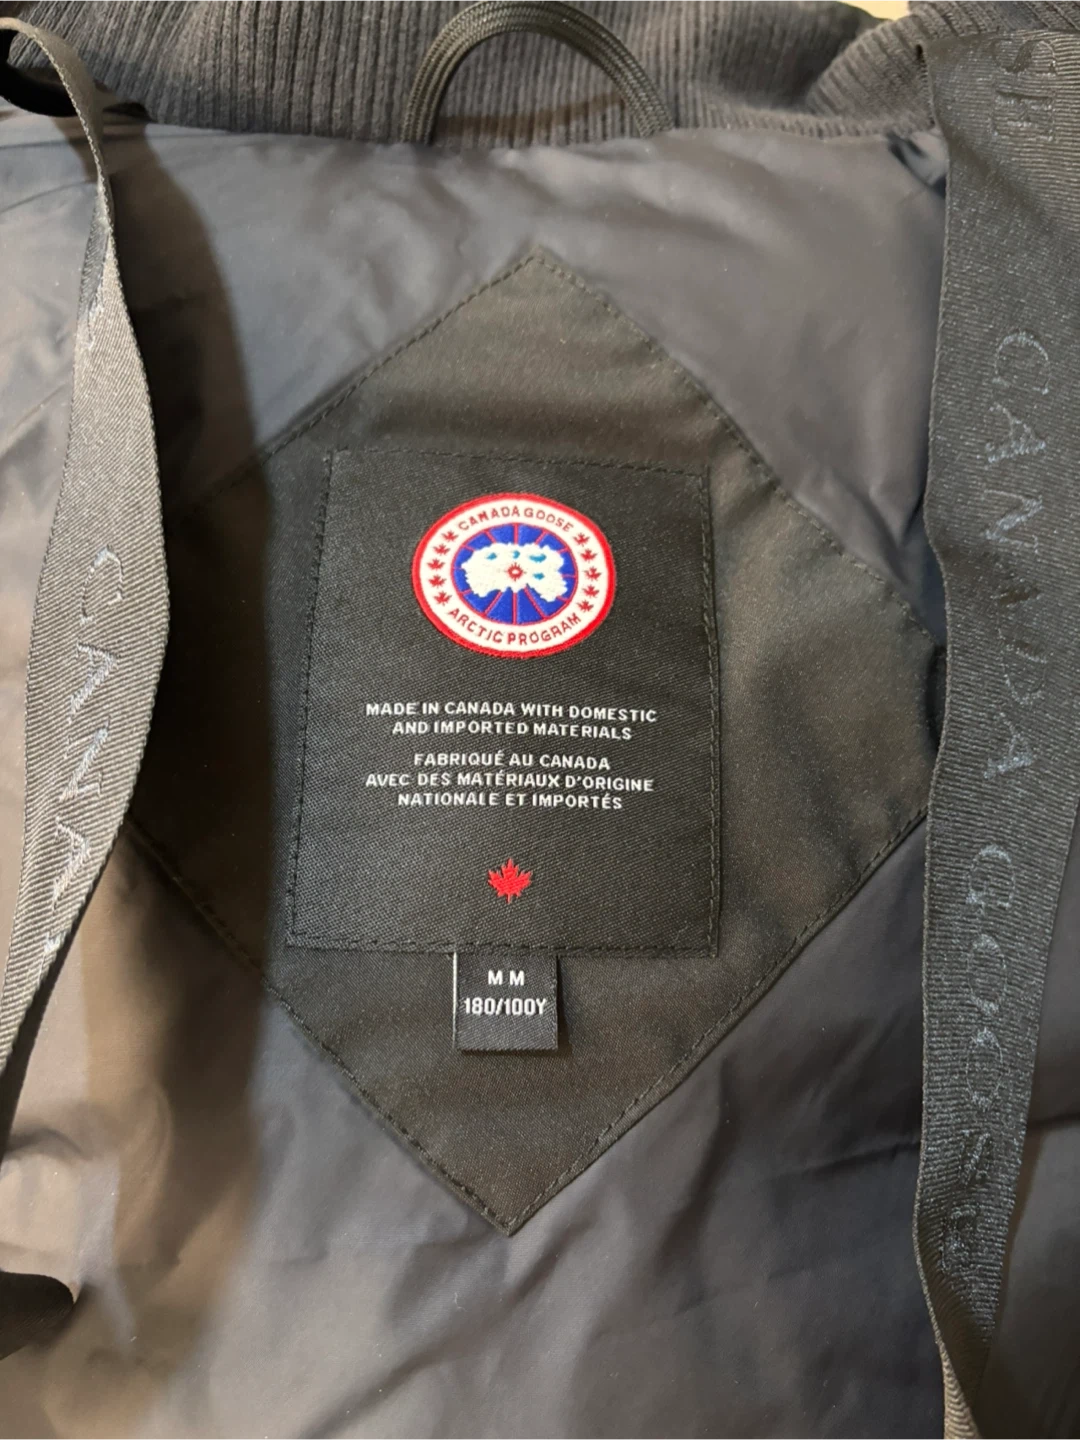 CANADA GOOSE
ARCTIC PROGRAM
MADE IN CANADA WITH DOMESTIC
AND IMPORTED MATERIALS
FABRIQUÉ AU CANADA
AVEC DES MATÉRIAUX D'ORIGINE
NATIONALE ET IMPORTÉS
M M
180/100Y
CANADA
SE
CANADA GOOSE